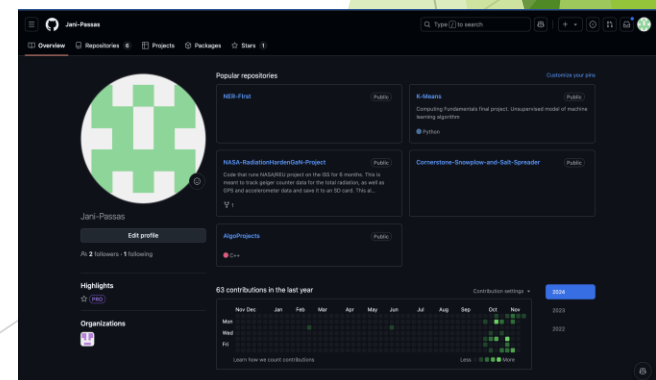 Jani-Passas
Type / to search
Overview
Repositories 6
Projects
Packages
Stars 1
Popular repositories
Customize your pins
NER-First
Public
K-Means
Public
Computing Fundamentals final project. Unsupervised model of machine
learning algorithm
Python
NASA-RadiationHardenGaN-Project
Public
Code that runs NASA/REU project on the ISS for 6 months. This is
meant to track geiger counter data for the total radiation, as well as
GPS and accelerometer data and save it to an SD card. This al...
1
Cornerstone-Snowplow-and-Salt-Spreader
Public
AlgoProjects
Public
C++
Jani-Passas
Edit profile
2 followers · 1 following
Highlights
PRO
Organizations
63 contributions in the last year
Contribution settings
2024
2023
2022
Nov Dec Jan Feb Mar Apr May Jun Jul Aug Sep Oct Nov
Mon
Wed
Fri
Learn how we count contributions
Less More